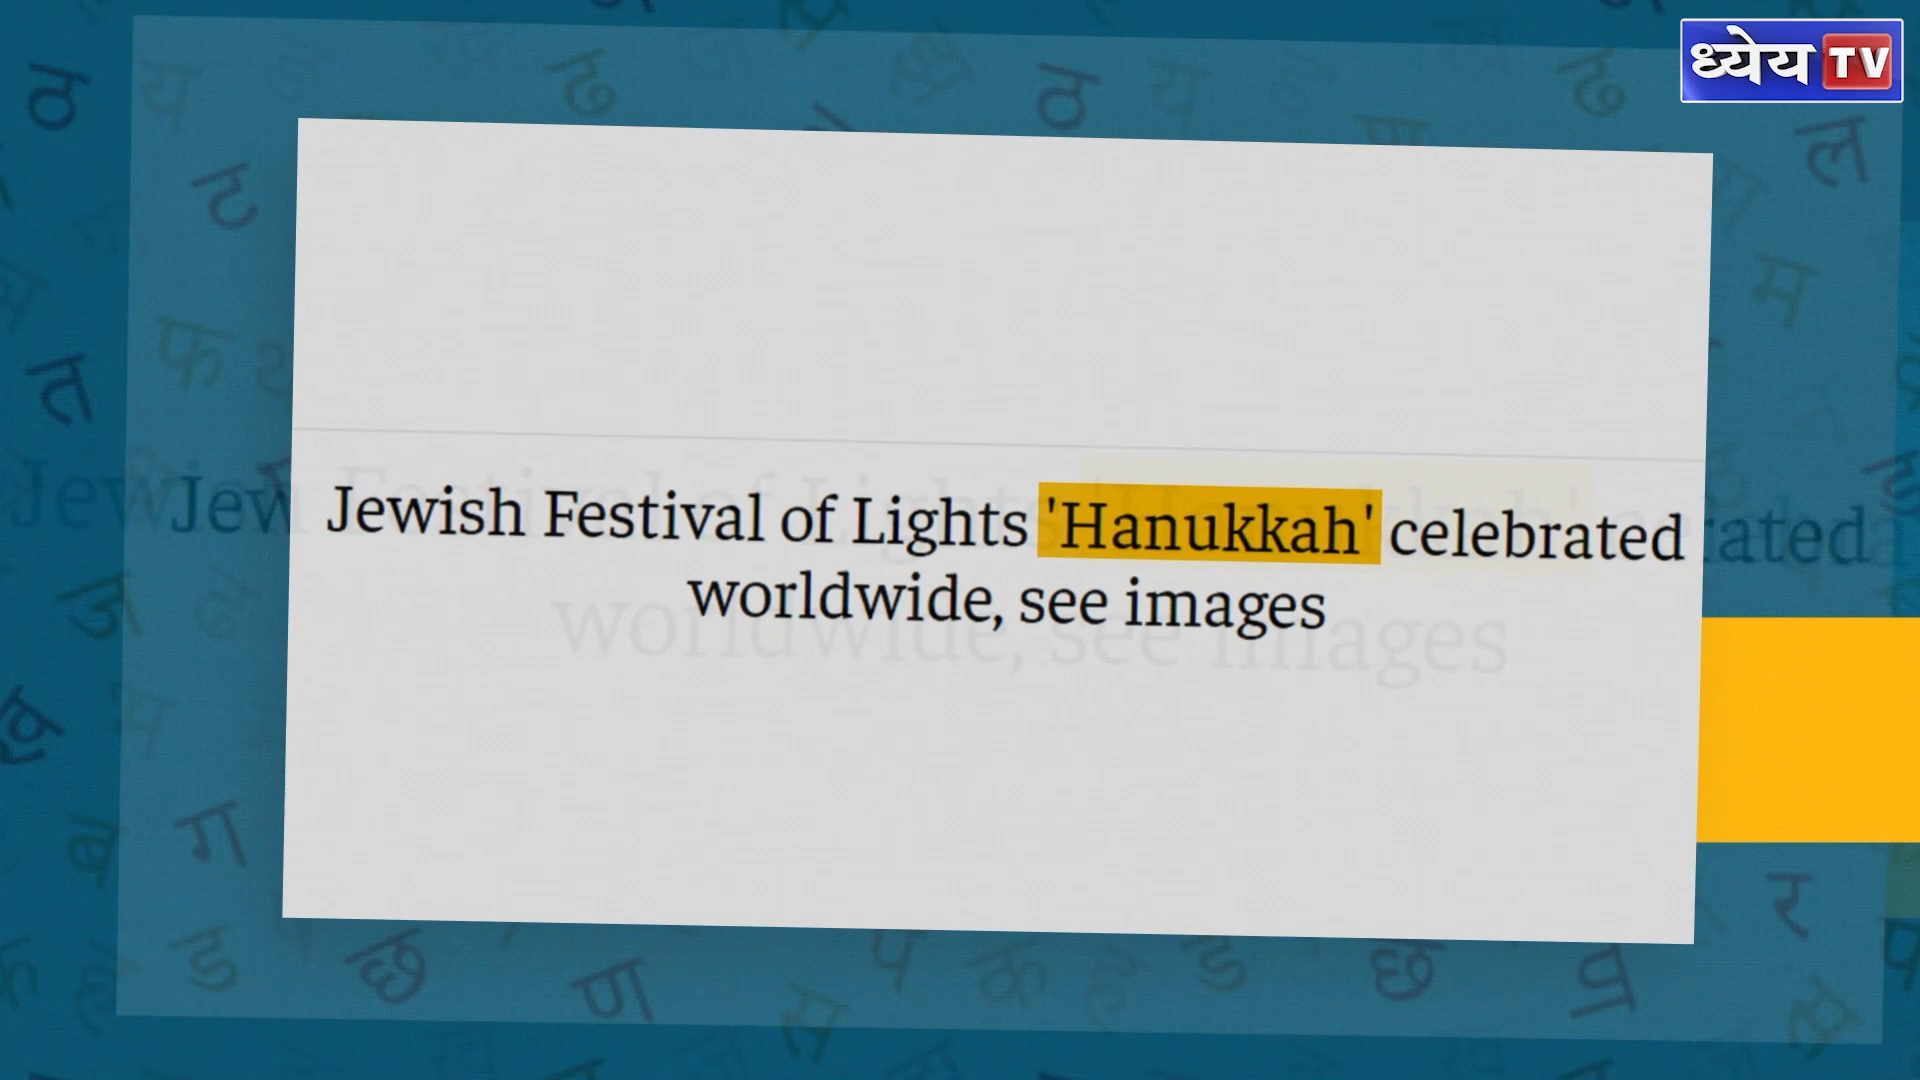 ध्येय TV
Jewish Festival of Lights 'Hanukkah' celebrated
worldwide, see images